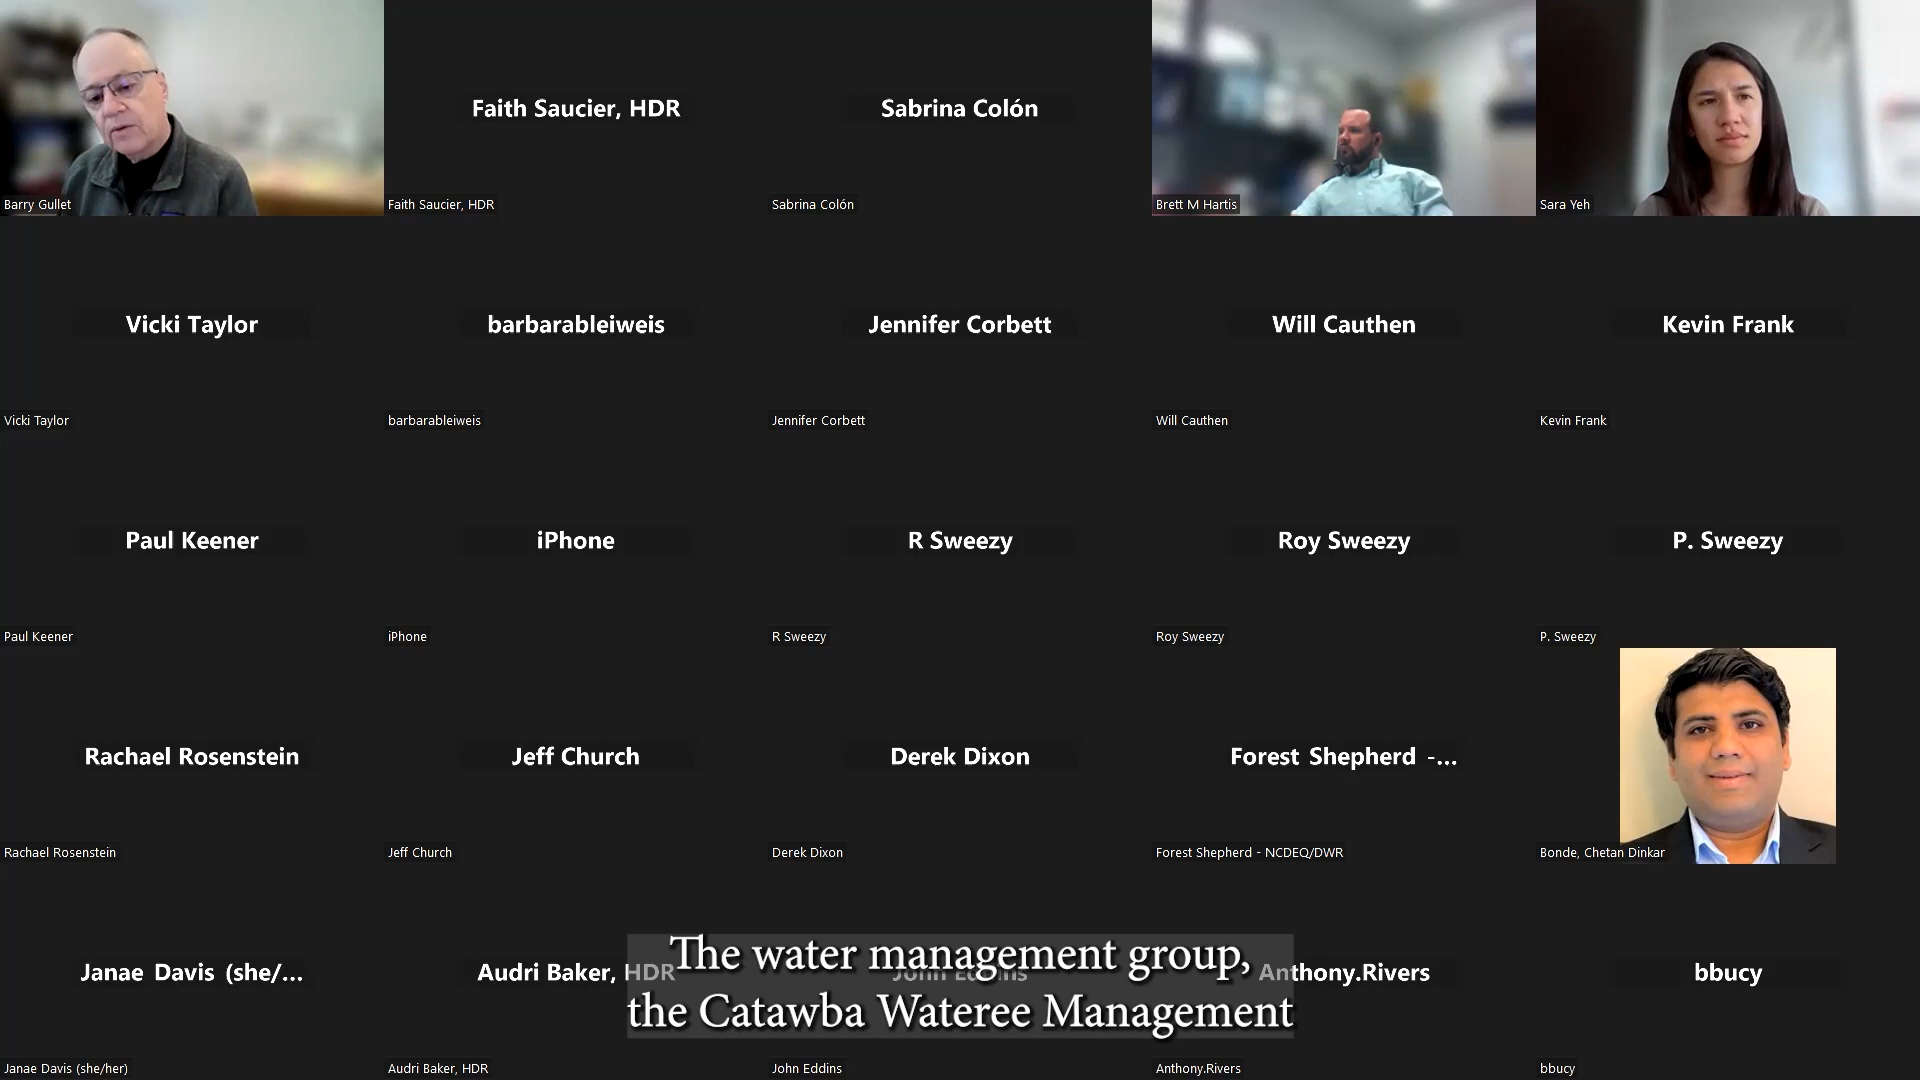 Barry Gullet
Faith Saucier, HDR
Faith Saucier, HDR
Sabrina Colón
Sabrina Colón
Brett M Hartis
Sara Yeh
Vicki Taylor
Vicki Taylor
barbarableiweis
barbarableiweis
Jennifer Corbett
Jennifer Corbett
Will Cauthen
Will Cauthen
Kevin Frank
Kevin Frank
Paul Keener
Paul Keener
iPhone
iPhone
R Sweezy
R Sweezy
Roy Sweezy
Roy Sweezy
P. Sweezy
P. Sweezy
Rachael Rosenstein
Rachael Rosenstein
Jeff Church
Jeff Church
Derek Dixon
Derek Dixon
Forest Shepherd -...
Forest Shepherd - NCDEQ/DWR
Bonde, Chetan Dinkar
Janae Davis (she/...
Janae Davis (she/her)
Audri Baker, HDR
Audri Baker, HDR
John Eddins
John Eddins
Anthony.Rivers
Anthony.Rivers
bbucy
bbucy
The water management group,
the Catawba Wateree Management